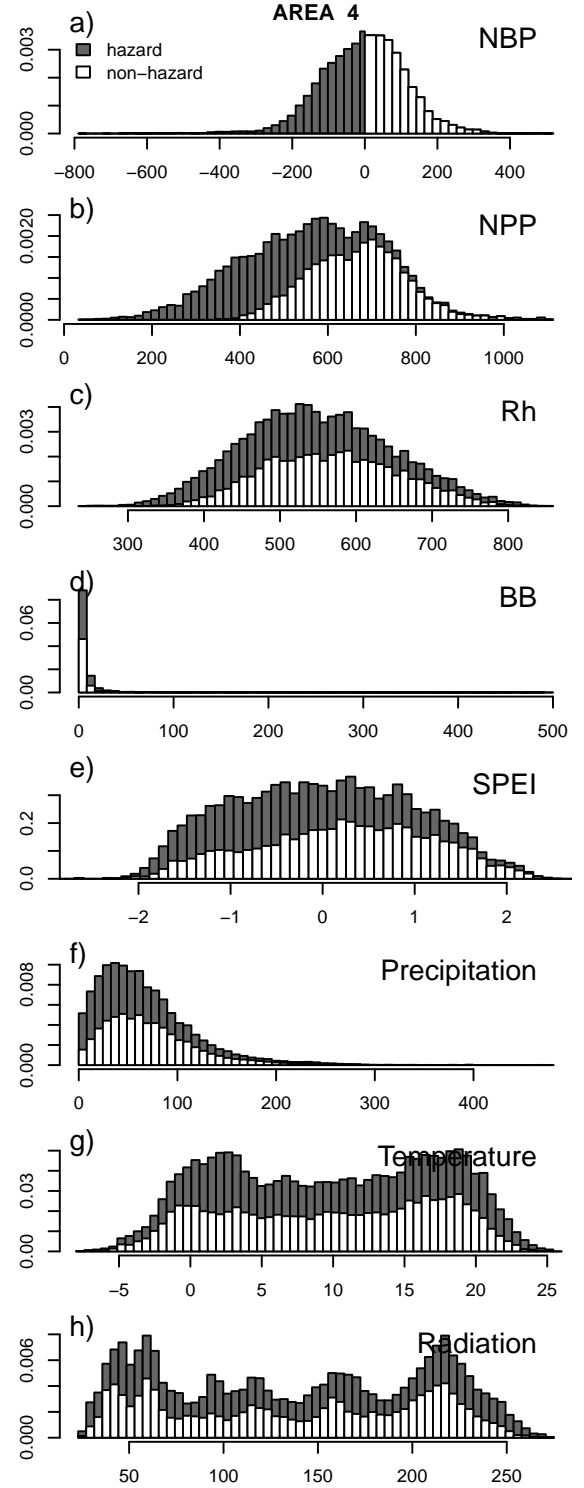 AREA 4
a)
NBP
hazard
non−hazard
0.000
0.003
−800 −600 −400 −200 0 200 400
b)
NPP
0.0000
0.0020
0 200 400 600 800 1000
c)
Rh
0.000
0.003
300 400 500 600 700 800
d)
BB
0.00
0.06
0 100 200 300 400 500
e)
SPEI
0.0
0.2
−2 −1 0 1 2
f)
Precipitation
0.000
0.008
0 100 200 300 400
g)
Temperature
0.00
0.03
−5 0 5 10 15 20 25
h)
Radiation
0.000
0.006
50 100 150 200 250